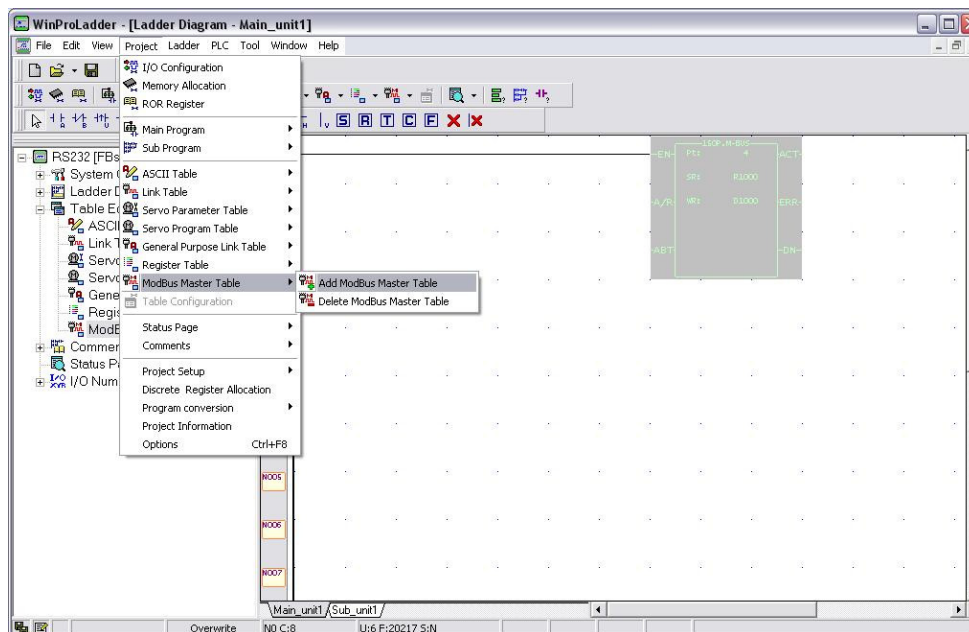 WinProLadder - [Ladder Diagram - Main_unit1]
File Edit View Project Ladder PLC Tool Window Help
I/O Configuration
Memory Allocation
ROR Register
Main Program
Sub Program
ASCII Table
Link Table
Servo Parameter Table
Servo Program Table
General Purpose Link Table
Register Table
ModBus Master Table
Table Configuration
Status Page
Comments
Project Setup
Discrete Register Allocation
Program conversion
Project Information
Options Ctrl+F8
Add ModBus Master Table
Delete ModBus Master Table
A B U
V S R T C F
RS232 [FBs
System
Ladder D
Table E
ASCI
Link T
Servo
Servo
Gene
Regis
ModB
Commer
Status P
I/O Num
EN Pt: 4 ACT
SR: R1000
A/R WR: D1000 ERR
ABT DN
N005
N006
N007
Main_unit1 Sub_unit1
Overwrite N0 C:8 U:6 F:20217 S:N